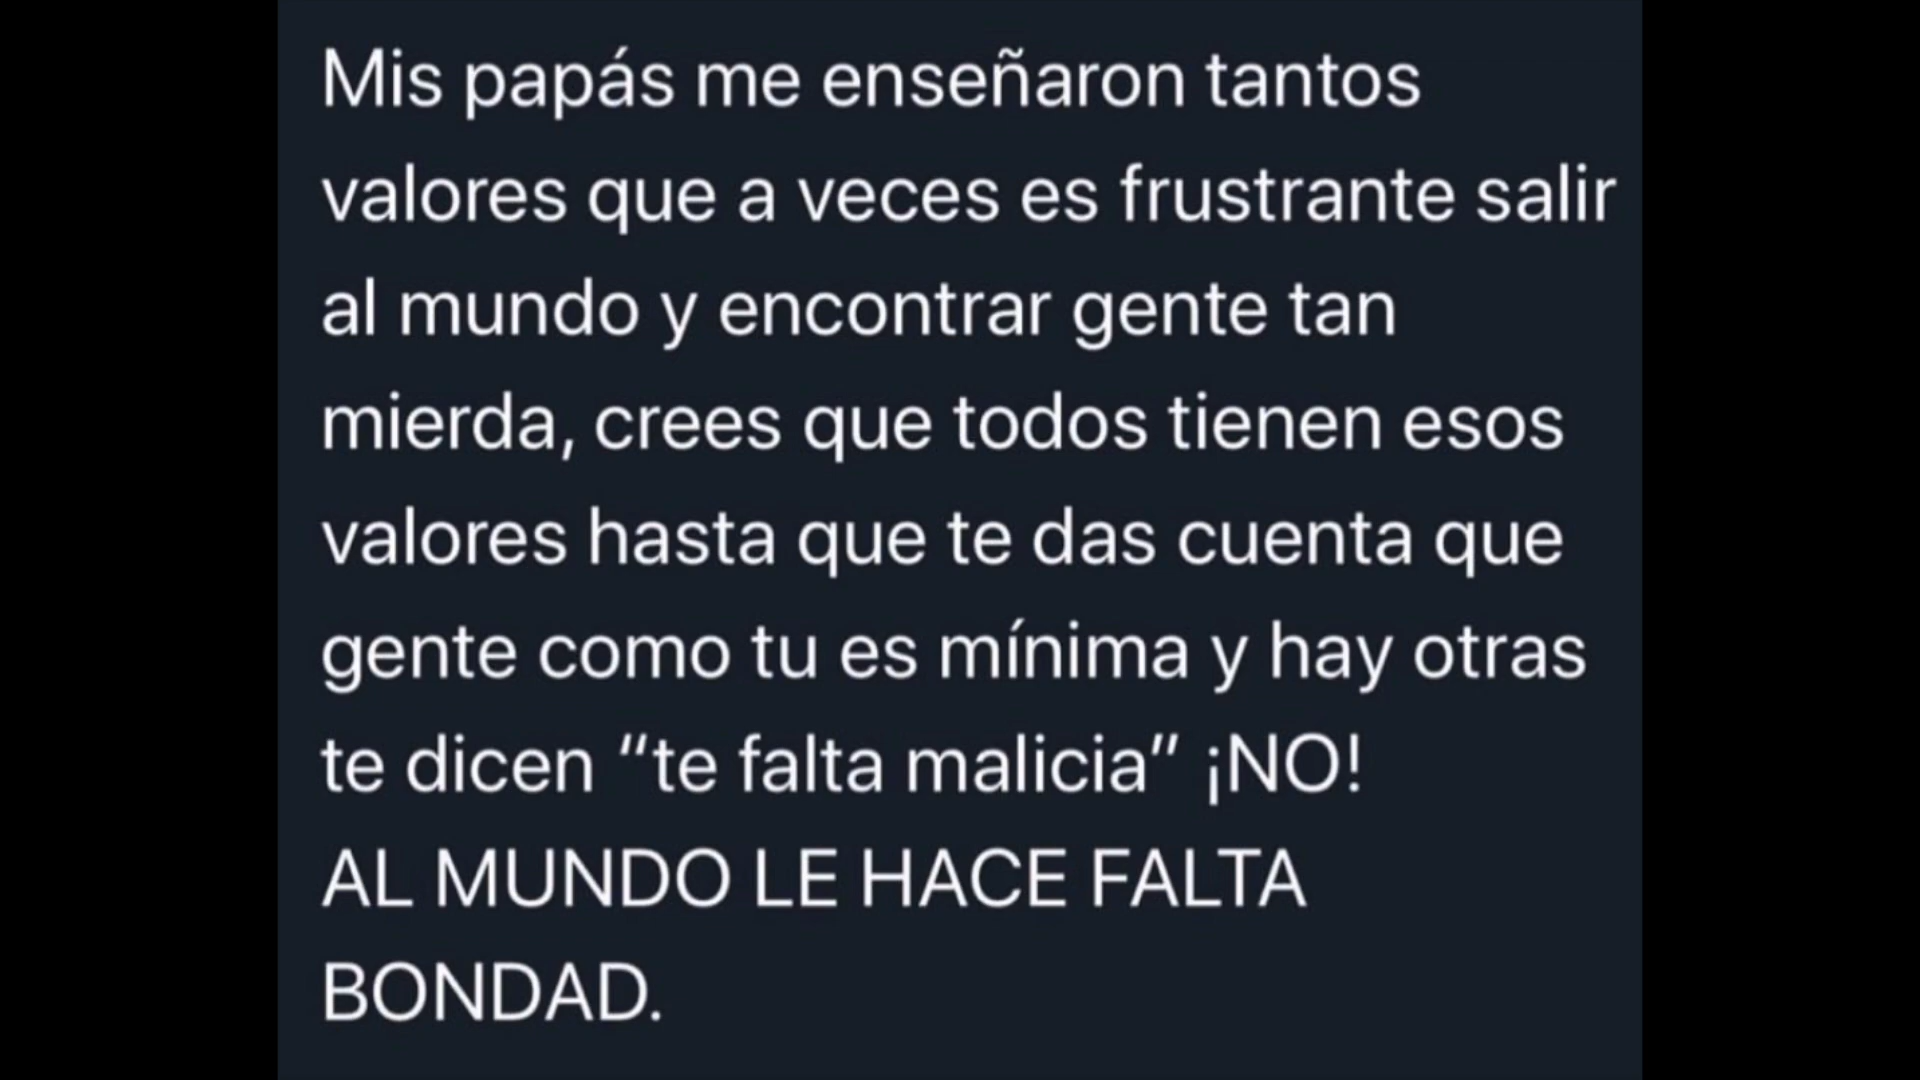 Mis papás me enseñaron tantos
valores que a veces es frustrante salir
al mundo y encontrar gente tan
mierda, crees que todos tienen esos
valores hasta que te das cuenta que
gente como tu es mínima y hay otras
te dicen “te falta malicia” ¡NO!
AL MUNDO LE HACE FALTA
BONDAD.